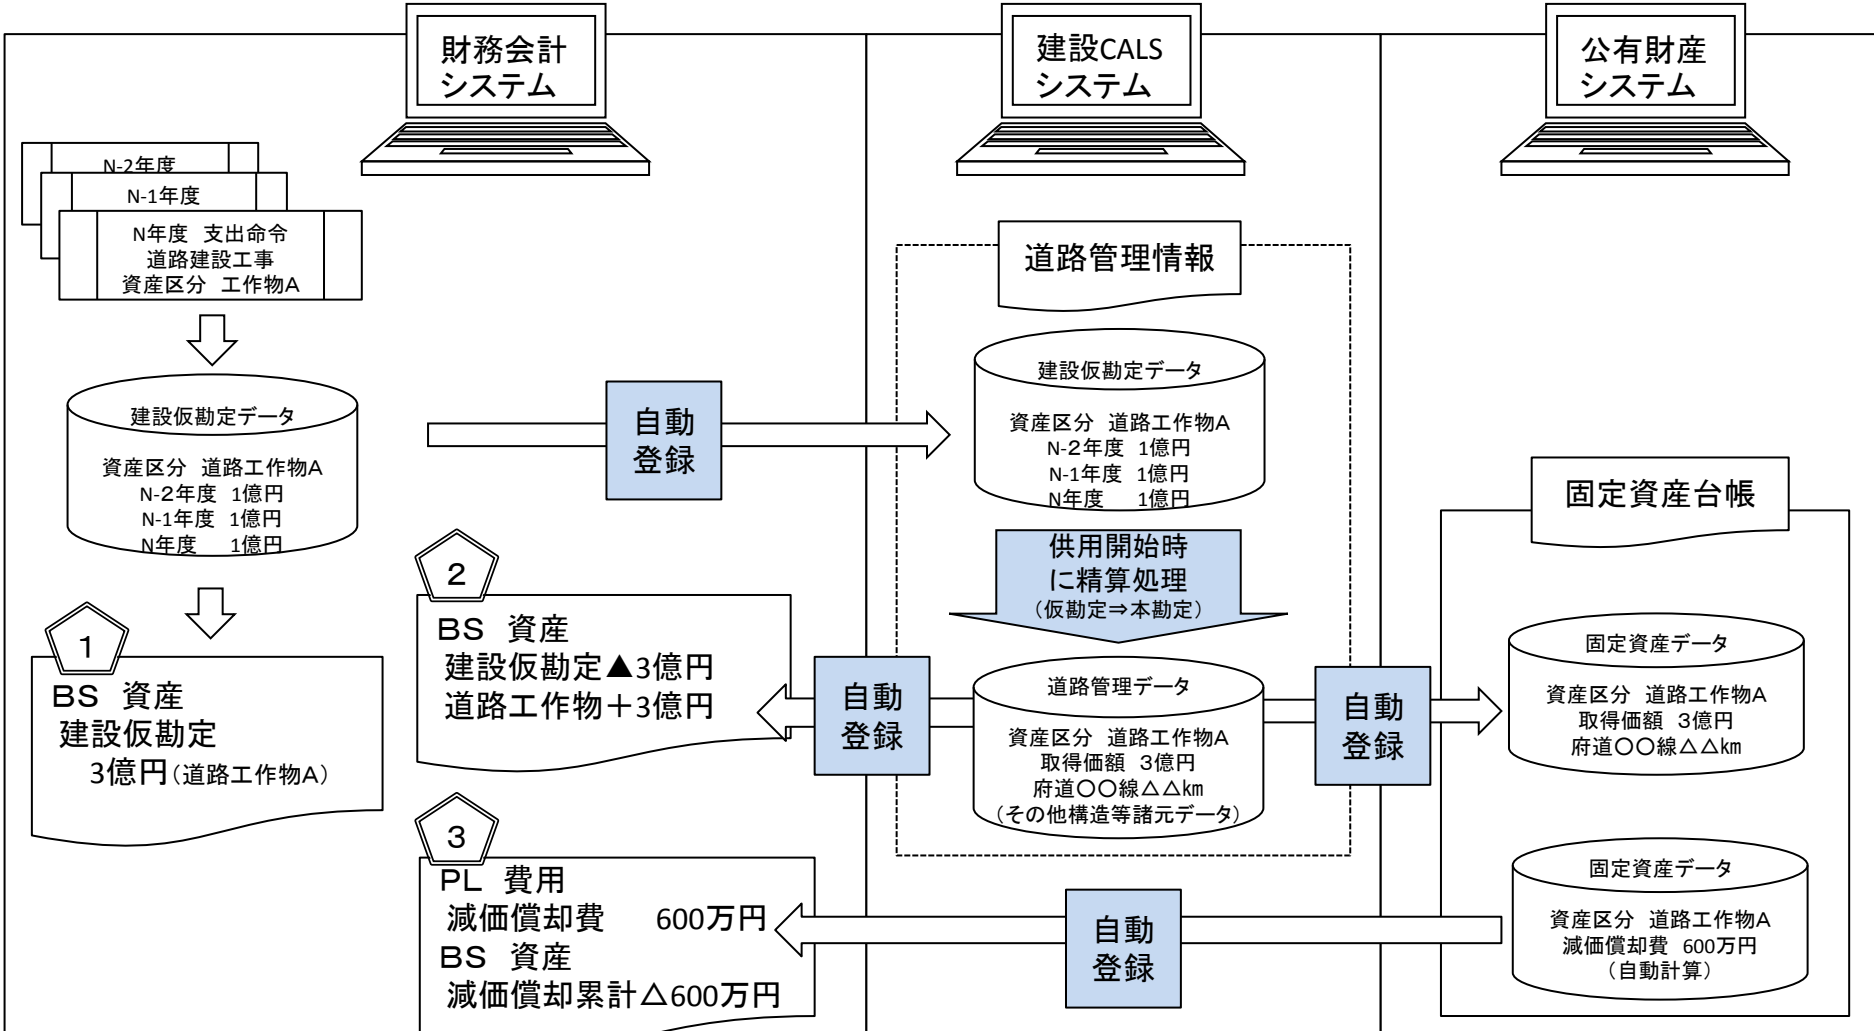 財務会計
システム
建設CALS
システム
公有財産
システム
N-2年度
N-1年度
N年度 支出命令
道路建設工事
資産区分 工作物A
建設仮勘定データ
資産区分 道路工作物A
N-2年度 1億円
N-1年度 1億円
N年度 1億円
1
BS 資産
建設仮勘定
3億円(道路工作物A)
自動
登録
2
BS 資産
建設仮勘定▲3億円
道路工作物+3億円
自動
登録
3
PL 費用
減価償却費 600万円
BS 資産
減価償却累計△600万円
道路管理情報
建設仮勘定データ
資産区分 道路工作物A
N-2年度 1億円
N-1年度 1億円
N年度 1億円
供用開始時
に精算処理
(仮勘定⇒本勘定)
道路管理データ
資産区分 道路工作物A
取得価額 3億円
府道〇〇線△△㎞
(その他構造等諸元データ)
自動
登録
自動
登録
固定資産台帳
固定資産データ
資産区分 道路工作物A
取得価額 3億円
府道〇〇線△△㎞
固定資産データ
資産区分 道路工作物A
減価償却費 600万円
(自動計算)